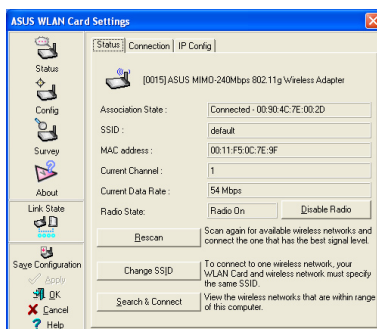 ASUS WLAN Card Settings
Status
Config
Survey
About
Link State
Save Configuration
Apply
OK
Cancel
Help
Status Connection IP Config
[0015] ASUS MIMO-240Mbps 802.11g Wireless Adapter
Association State : Connected - 00:90:4C:7E:00:2D
SSID : default
MAC address : 00:11:F5:0C:7E:9F
Current Channel : 1
Current Data Rate : 54 Mbps
Radio State: Radio On Disable Radio
Rescan Scan again for available wireless networks and
connect the one that has the best signal level.
Change SSID To connect to one wireless network, your
WLAN Card and wireless network must specify
the same SSID.
Search & Connect View the wireless networks that are within range
of this computer.